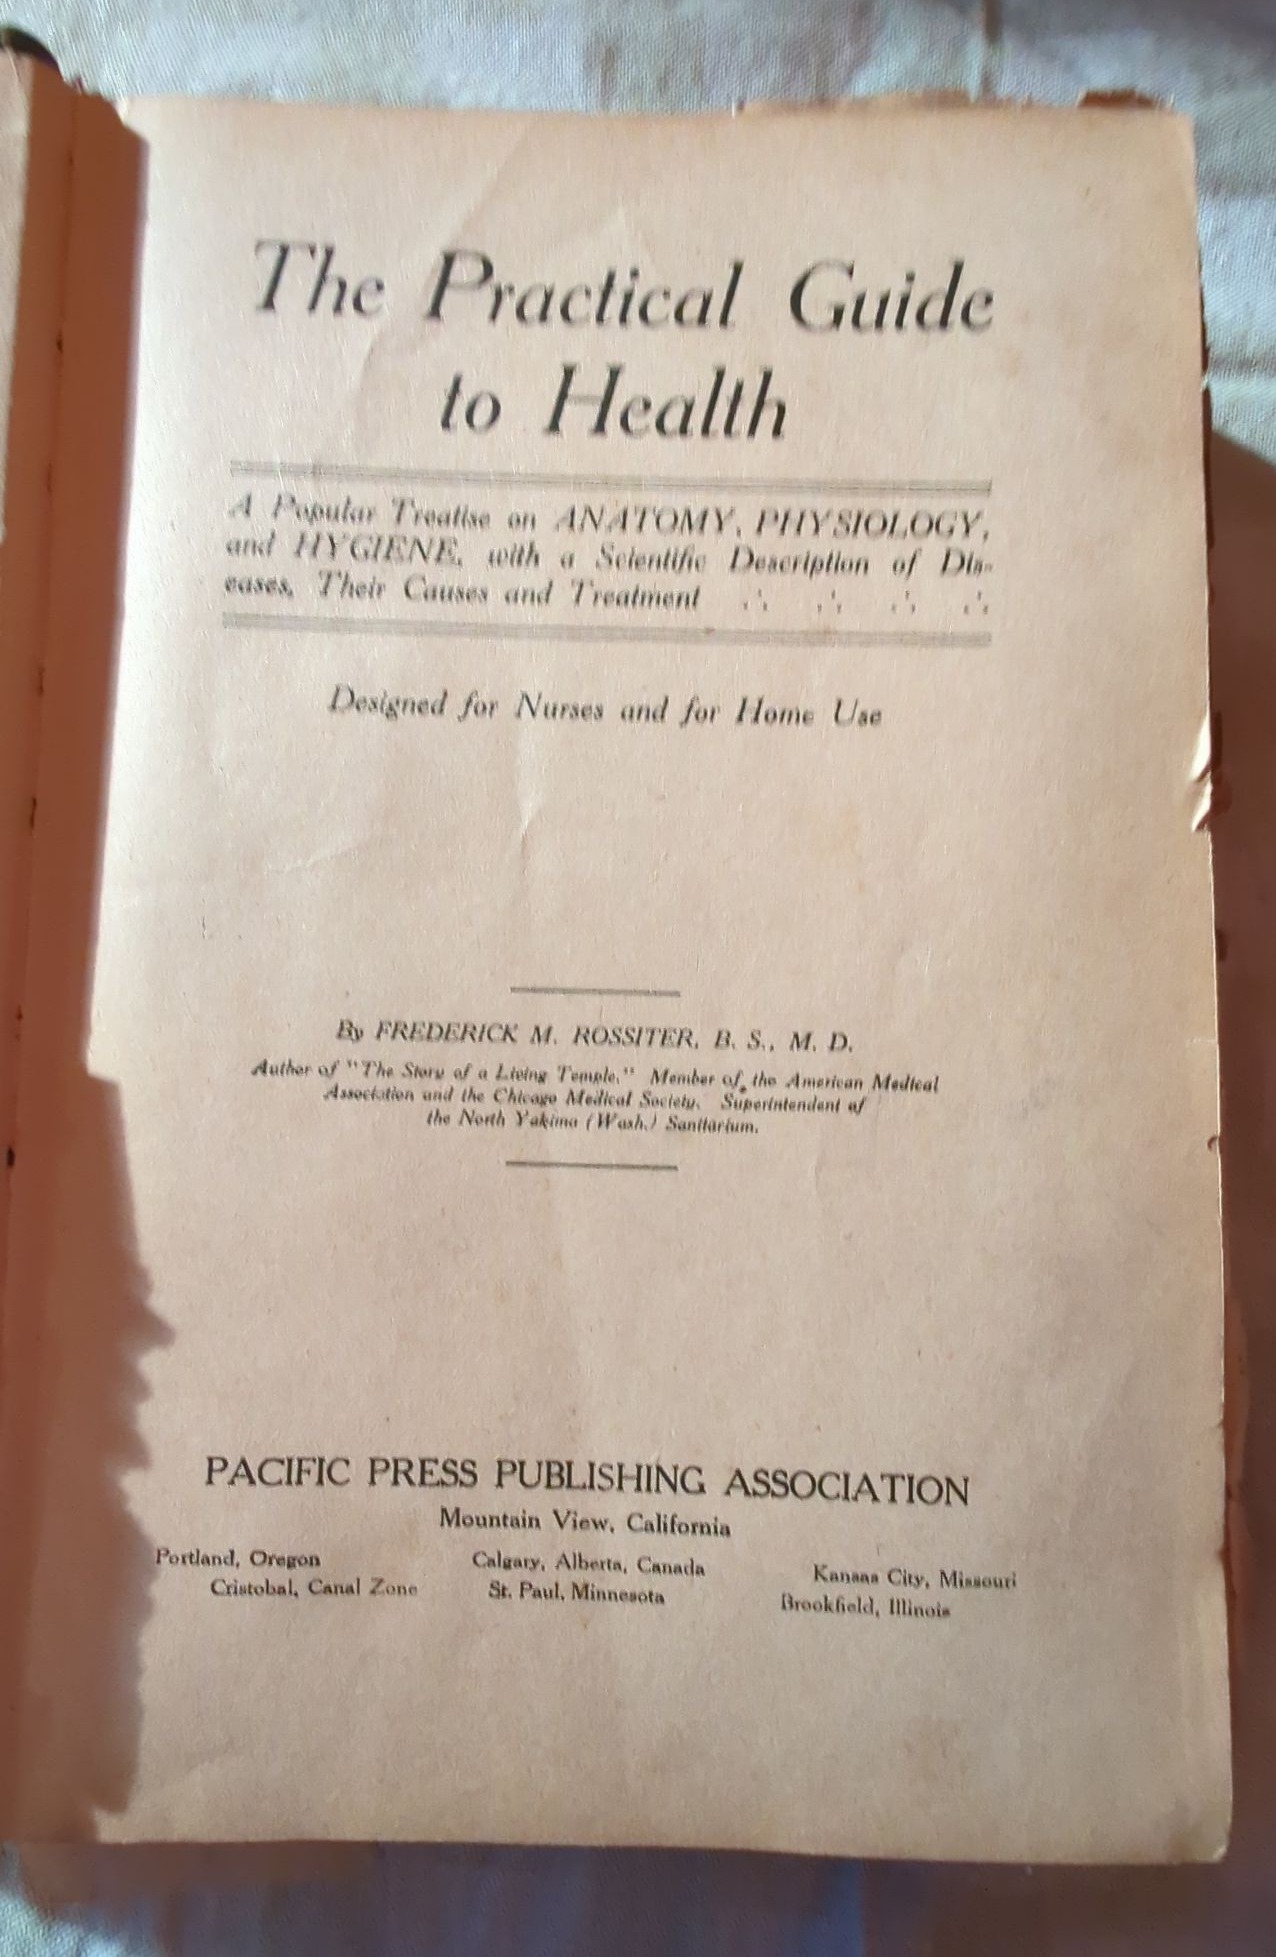 The Practical Guide
to Health
A Popular Treatise on ANATOMY, PHYSIOLOGY,
and HYGIENE, with a Scientific Description of Dis-
eases, Their Causes and Treatment ∴ ∴ ∴ ∴
Designed for Nurses and for Home Use
By FREDERICK M. ROSSITER, B. S., M. D.
Author of "The Story of a Living Temple." Member of the American Medical
Association and the Chicago Medical Society. Superintendent of
the North Yakima (Wash.) Sanitarium.
PACIFIC PRESS PUBLISHING ASSOCIATION
Mountain View, California
Portland, Oregon Calgary, Alberta, Canada Kansas City, Missouri
Cristobal, Canal Zone St. Paul, Minnesota Brookfield, Illinois